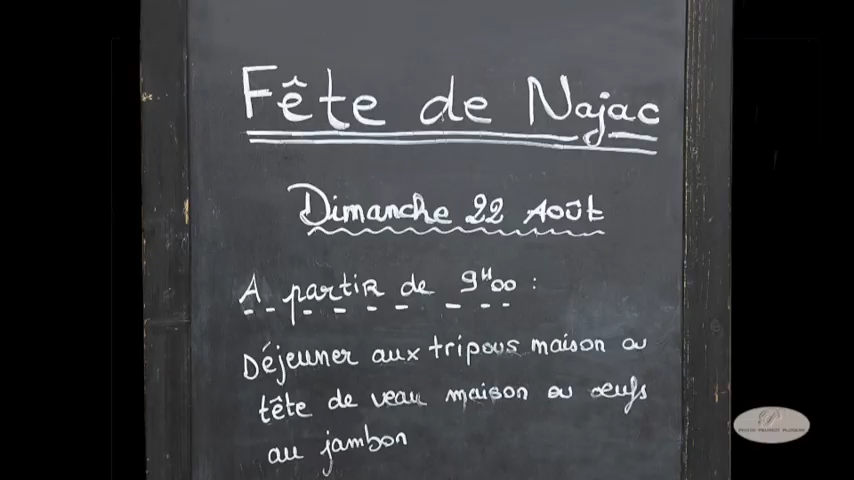 Fête de Najac
Dimanche 22 Août
A partir de 9H00 :
Déjeuner aux tripous maison ou
tête de veau maison ou œufs
au jambon